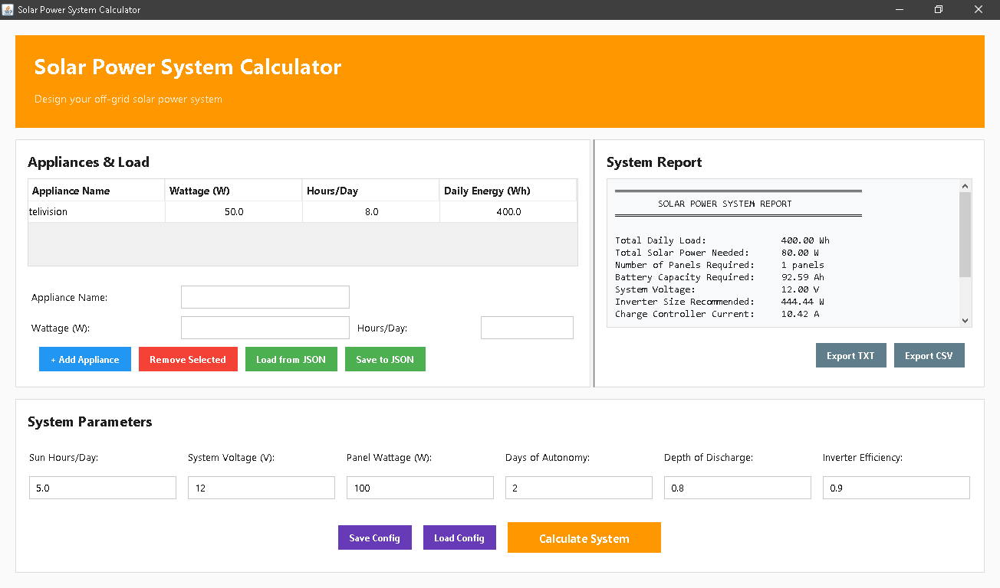 Solar Power System Calculator
Solar Power System Calculator
Design your off-grid solar power system
Appliances & Load
Appliance Name Wattage (W) Hours/Day Daily Energy (Wh)
telivision 50.0 8.0 400.0
Appliance Name:
Wattage (W): Hours/Day:
+ Add Appliance Remove Selected Load from JSON Save to JSON
System Report
SOLAR POWER SYSTEM REPORT
Total Daily Load: 400.00 Wh
Total Solar Power Needed: 80.00 W
Number of Panels Required: 1 panels
Battery Capacity Required: 92.59 Ah
System Voltage: 12.00 V
Inverter Size Recommended: 444.44 W
Charge Controller Current: 10.42 A
Export TXT Export CSV
System Parameters
Sun Hours/Day: System Voltage (V): Panel Wattage (W): Days of Autonomy: Depth of Discharge: Inverter Efficiency:
5.0 12 100 2 0.8 0.9
Save Config Load Config Calculate System